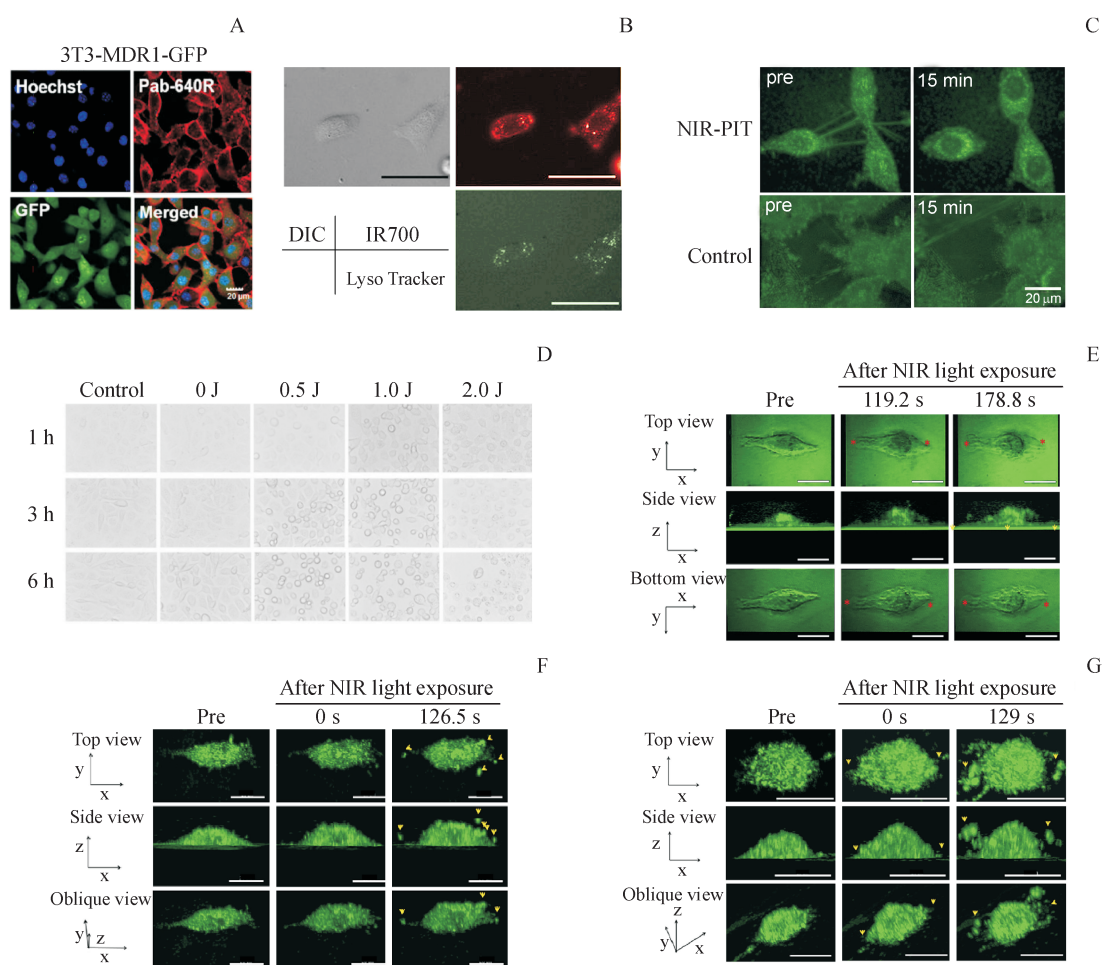 A
3T3-MDR1-GFP
Hoechst
Pab-640R
GFP
Merged
20 μm
B
DIC
IR700
Lyso Tracker
C
NIR-PIT
pre
15 min
Control
pre
15 min
20 μm
D
Control 0 J 0.5 J 1.0 J 2.0 J
1 h
3 h
6 h
E
After NIR light exposure
Pre 119.2 s 178.8 s
Top view
y
x
Side view
z
x
Bottom view
x
y
F
After NIR light exposure
Pre 0 s 126.5 s
Top view
y
x
Side view
z
x
Oblique view
y z
x
G
After NIR light exposure
Pre 0 s 129 s
Top view
y
x
Side view
z
x
Oblique view
z
y x